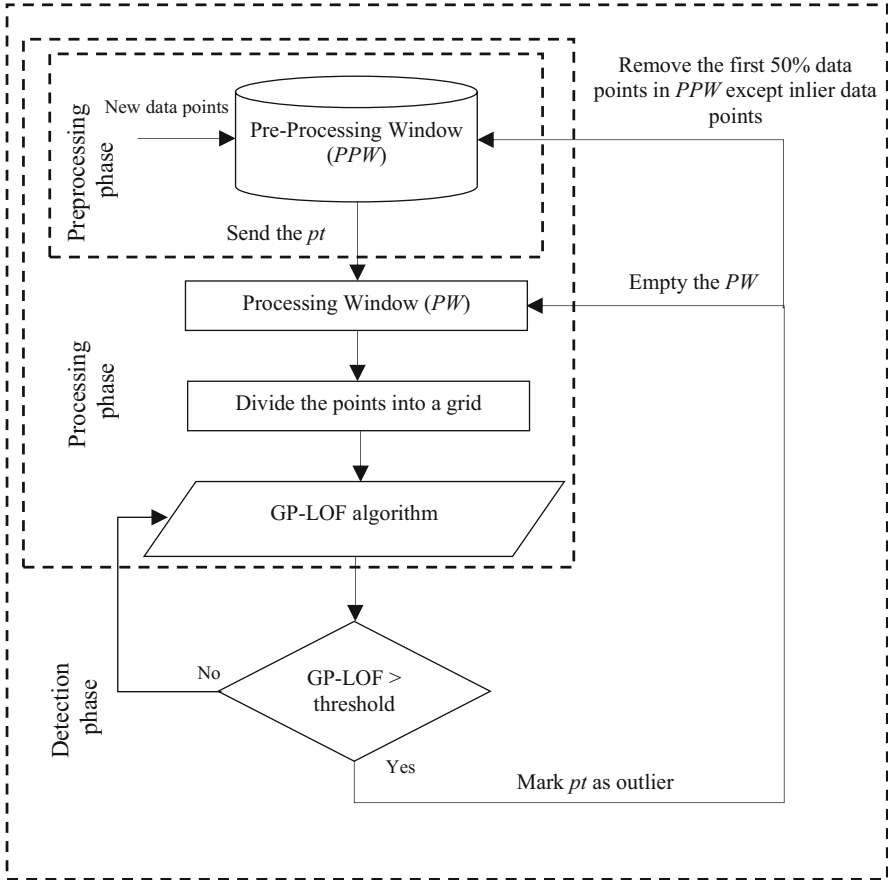 Remove the first 50% data
points in PPW except inlier data
points
New data points
Pre-Processing Window
(PPW)
Preprocessing
phase
Send the pt
Empty the PW
Processing Window (PW)
Processing
phase
Divide the points into a grid
GP-LOF algorithm
No
GP-LOF >
threshold
Detection
phase
Yes
Mark pt as outlier